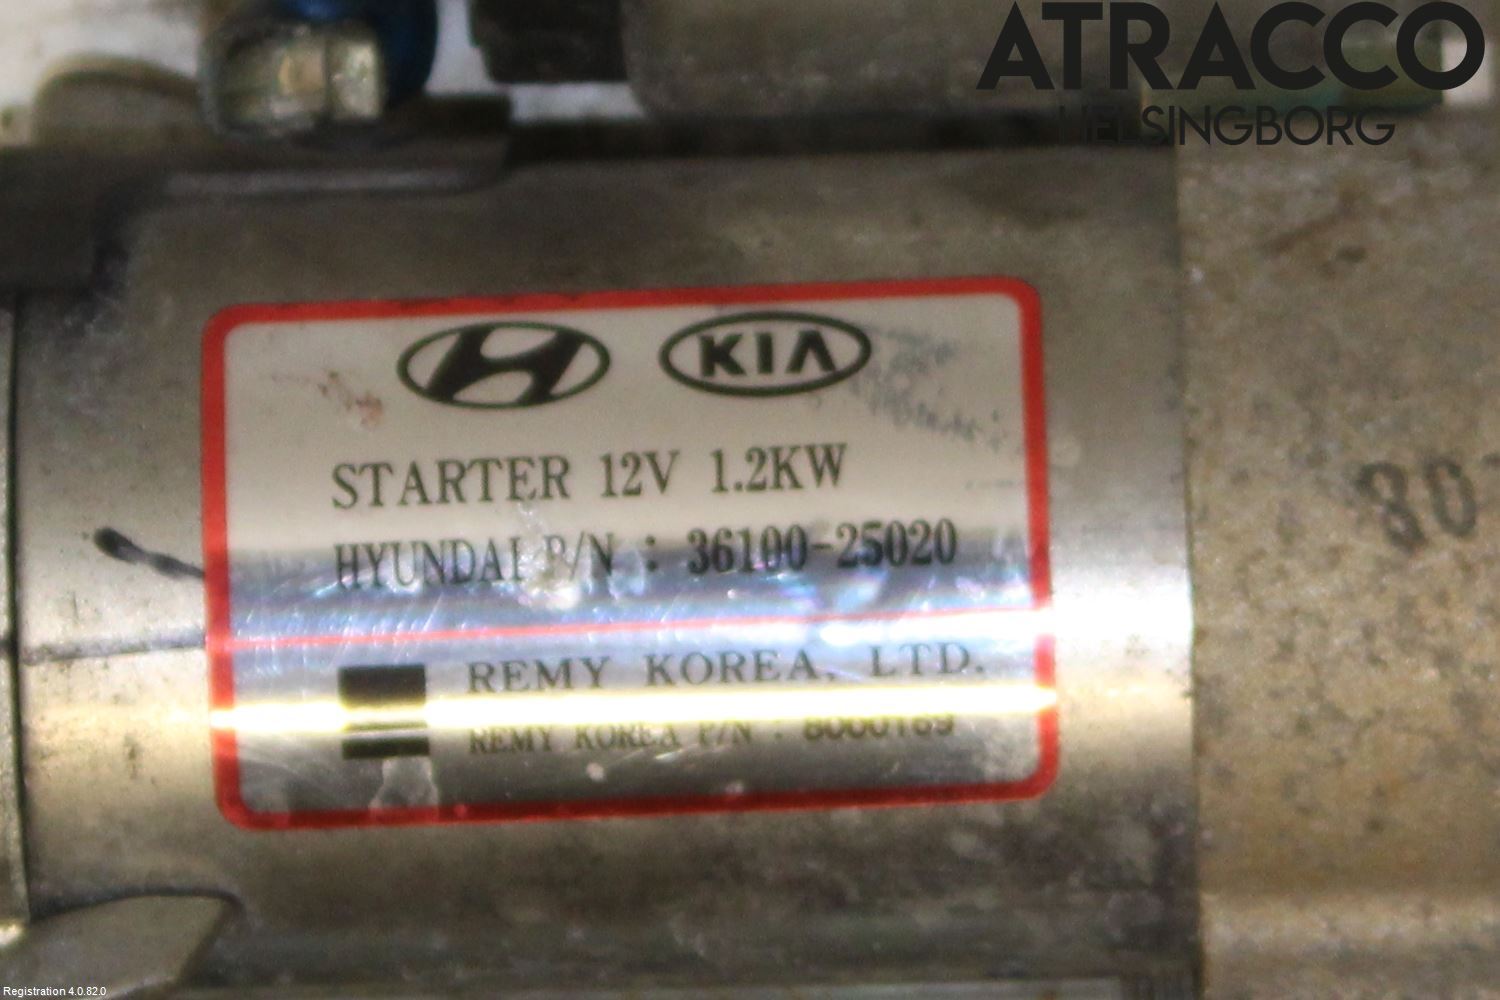 ATRACCO
HELSINGBORG
KIA
STARTER 12V 1.2KW
HYUNDAI P/N : 36100-25020
REMY KOREA, LTD.
REMY KOREA P/N : 8000189
Registration 4.0.82.0